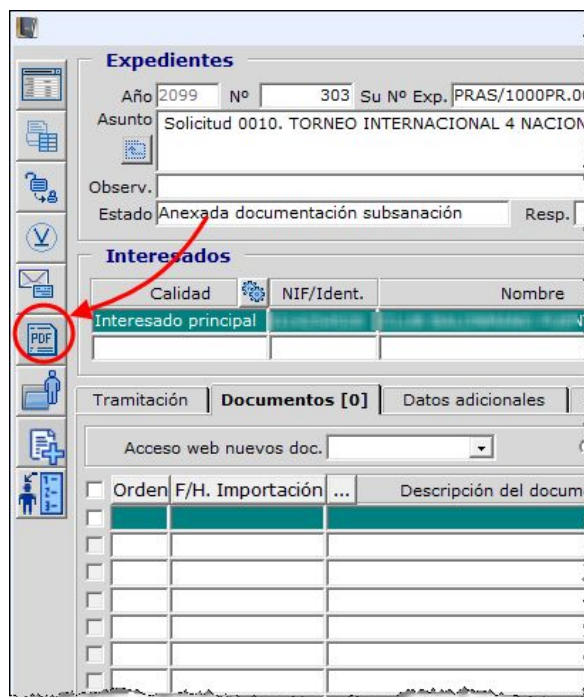 Expedientes
Año 2099 Nº 303 Su Nº Exp. PRAS/1000PR.0
Asunto Solicitud 0010. TORNEO INTERNACIONAL 4 NACION
Observ.
Estado Anexada documentación subsanación Resp.
Interesados
Calidad NIF/Ident. Nombre
Interesado principal
PDF
Tramitación Documentos [0] Datos adicionales
Acceso web nuevos doc.
Orden F/H. Importación ... Descripción del docum